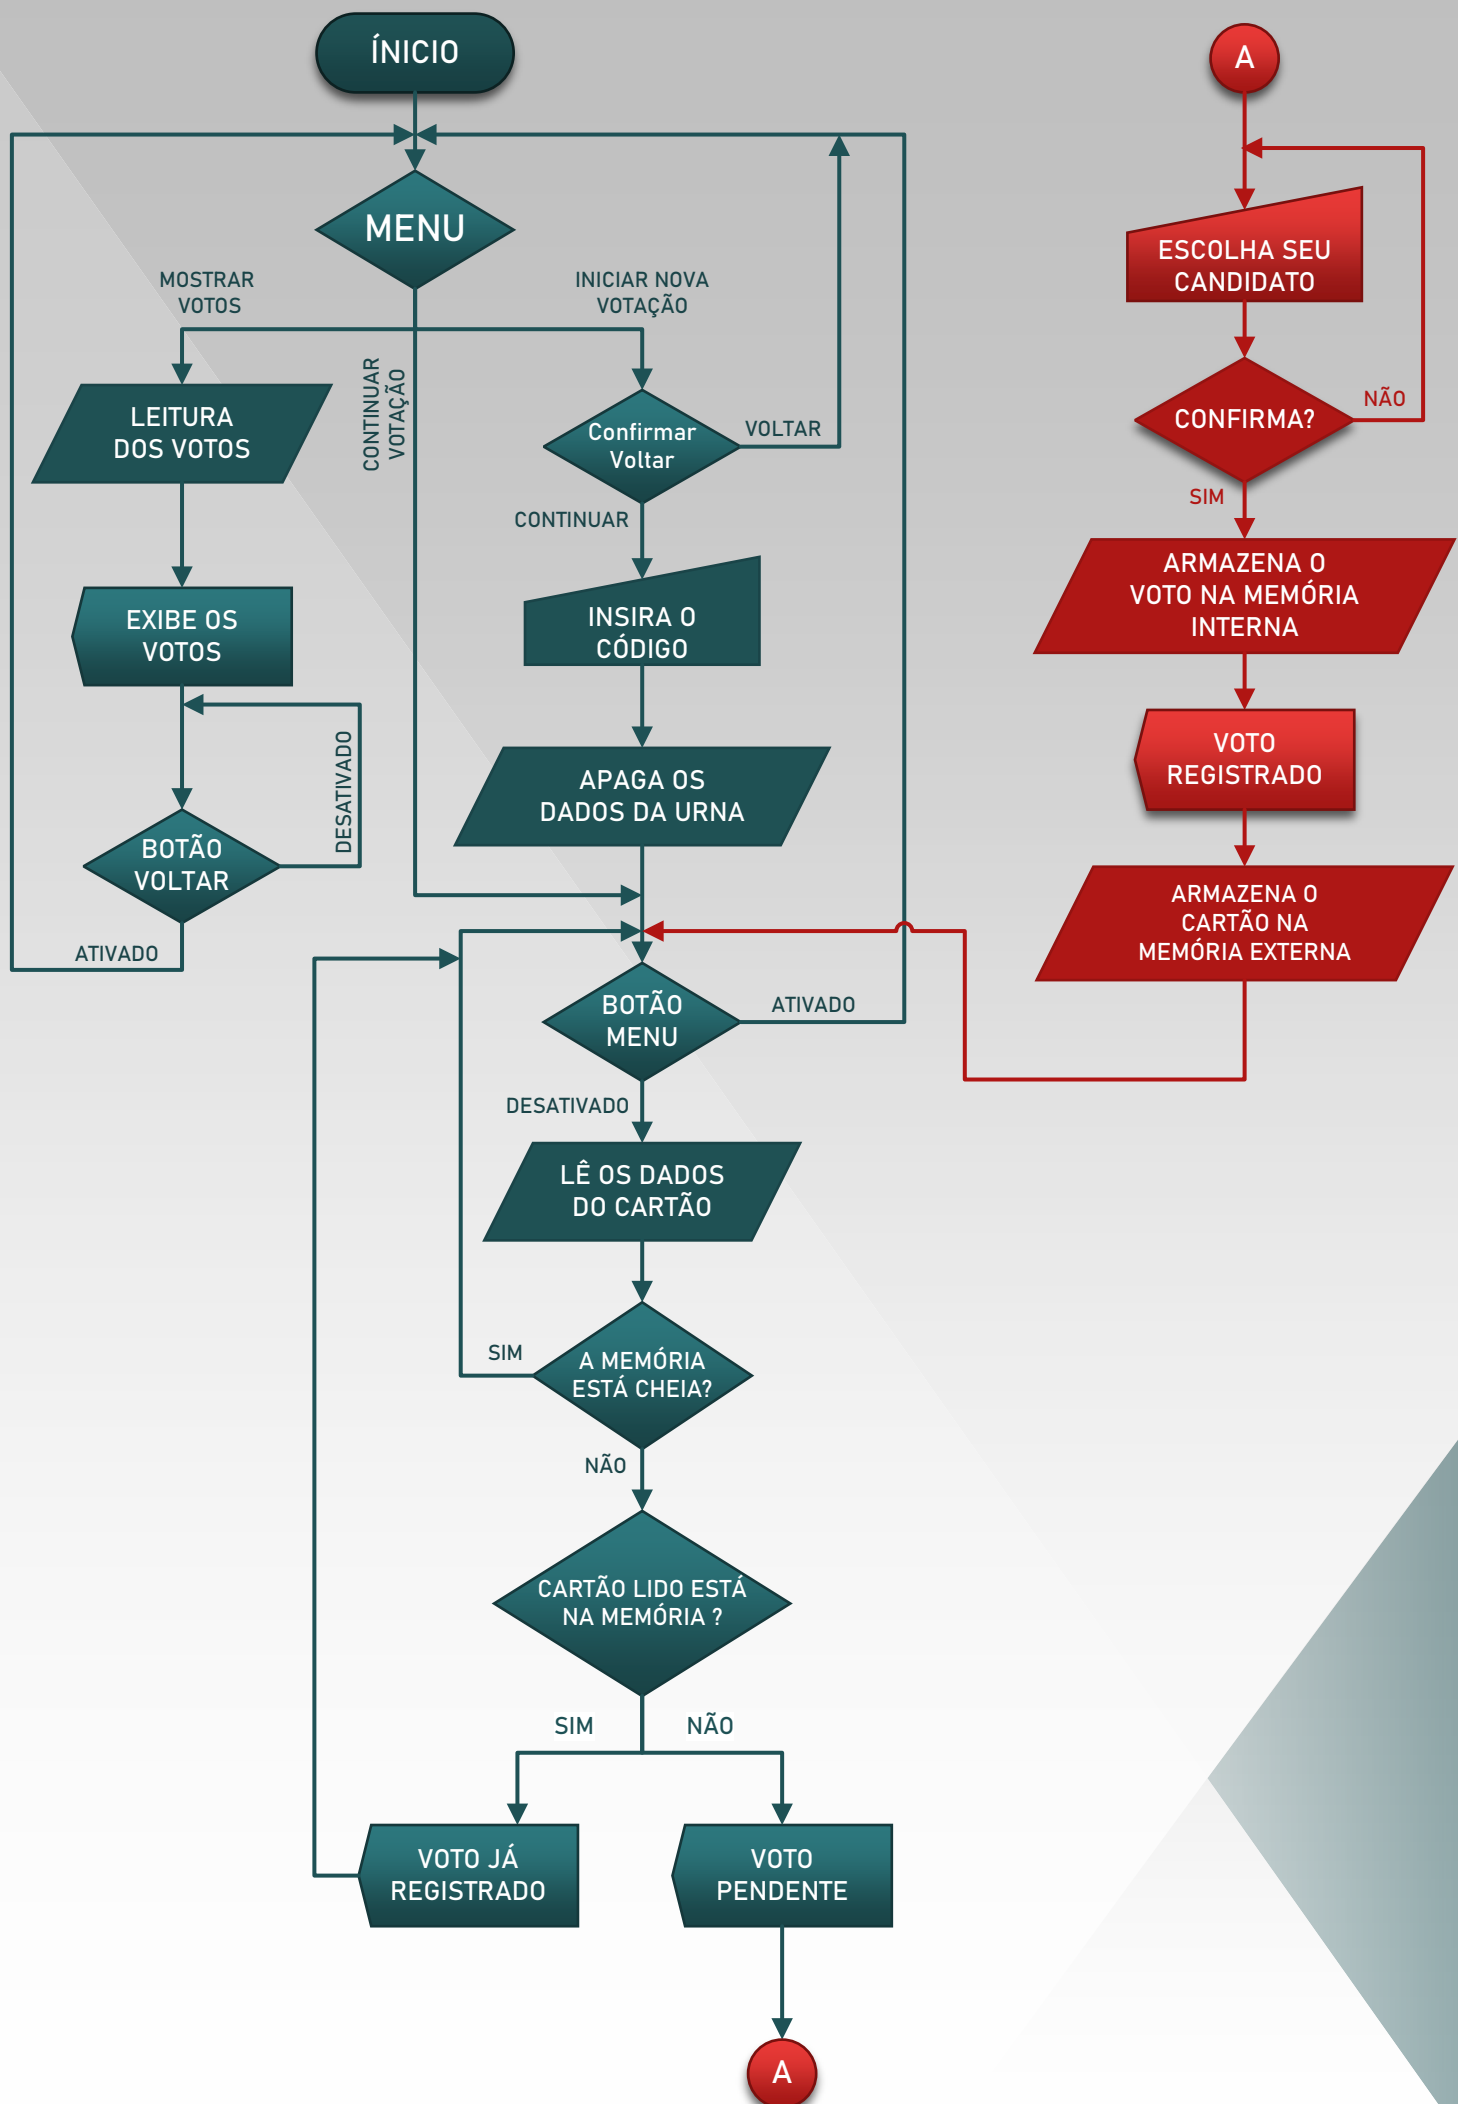 ÍNICIO
MENU
MOSTRAR
VOTOS
INICIAR NOVA
VOTAÇÃO
CONTINUAR
VOTAÇÃO
LEITURA
DOS VOTOS
Confirmar
Voltar
VOLTAR
CONTINUAR
EXIBE OS
VOTOS
INSIRA O
CÓDIGO
DESATIVADO
APAGA OS
DADOS DA URNA
BOTÃO
VOLTAR
ATIVADO
BOTÃO
MENU
ATIVADO
DESATIVADO
LÊ OS DADOS
DO CARTÃO
SIM
A MEMÓRIA
ESTÁ CHEIA?
NÃO
CARTÃO LIDO ESTÁ
NA MEMÓRIA ?
SIM
NÃO
VOTO JÁ
REGISTRADO
VOTO
PENDENTE
A
A
ESCOLHA SEU
CANDIDATO
CONFIRMA?
NÃO
SIM
ARMAZENA O
VOTO NA MEMÓRIA
INTERNA
VOTO
REGISTRADO
ARMAZENA O
CARTÃO NA
MEMÓRIA EXTERNA